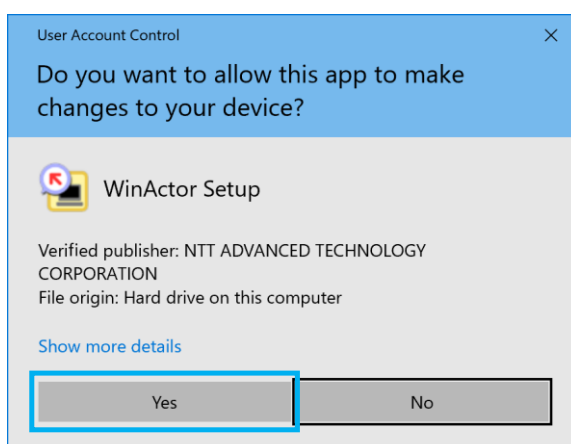 User Account Control
Do you want to allow this app to make
changes to your device?
WinActor Setup
Verified publisher: NTT ADVANCED TECHNOLOGY
CORPORATION
File origin: Hard drive on this computer
Show more details
Yes
No